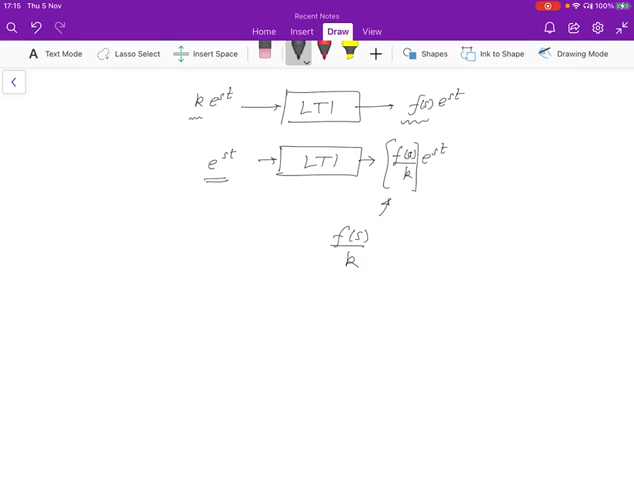 17:15 Thu 5 Nov
100%
Recent Notes
Home Insert Draw View
A Text Mode Lasso Select Insert Space Shapes Ink to Shape Drawing Mode
k e^st → LTI → f(s) e^st
e^st → LTI → [f(s)/k] e^st
f(s)
k